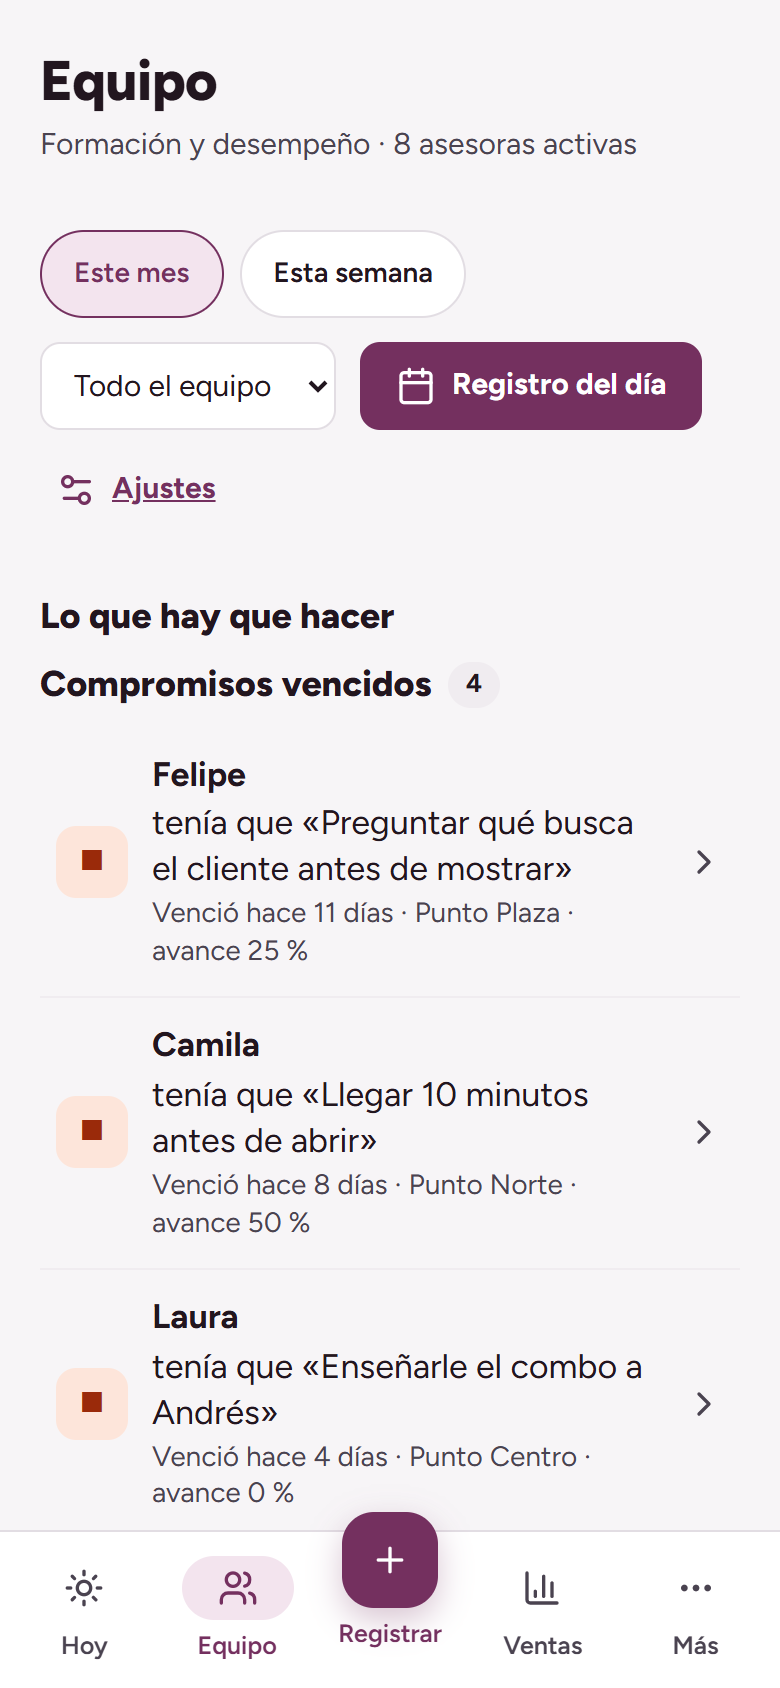 Equipo
Formación y desempeño · 8 asesoras activas
Este mes
Esta semana
Todo el equipo
Registro del día
Ajustes
Lo que hay que hacer
Compromisos vencidos 4
Felipe
tenía que «Preguntar qué busca
el cliente antes de mostrar»
Venció hace 11 días · Punto Plaza ·
avance 25 %
Camila
tenía que «Llegar 10 minutos
antes de abrir»
Venció hace 8 días · Punto Norte ·
avance 50 %
Laura
tenía que «Enseñarle el combo a
Andrés»
Venció hace 4 días · Punto Centro ·
avance 0 %
Hoy
Equipo
Registrar
Ventas
Más